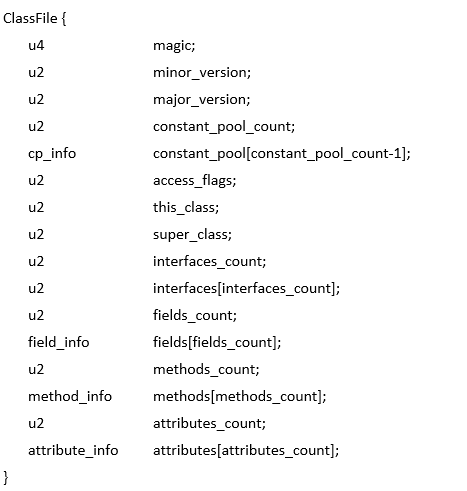 ClassFile {
u4 magic;
u2 minor_version;
u2 major_version;
u2 constant_pool_count;
cp_info constant_pool[constant_pool_count-1];
u2 access_flags;
u2 this_class;
u2 super_class;
u2 interfaces_count;
u2 interfaces[interfaces_count];
u2 fields_count;
field_info fields[fields_count];
u2 methods_count;
method_info methods[methods_count];
u2 attributes_count;
attribute_info attributes[attributes_count];
}